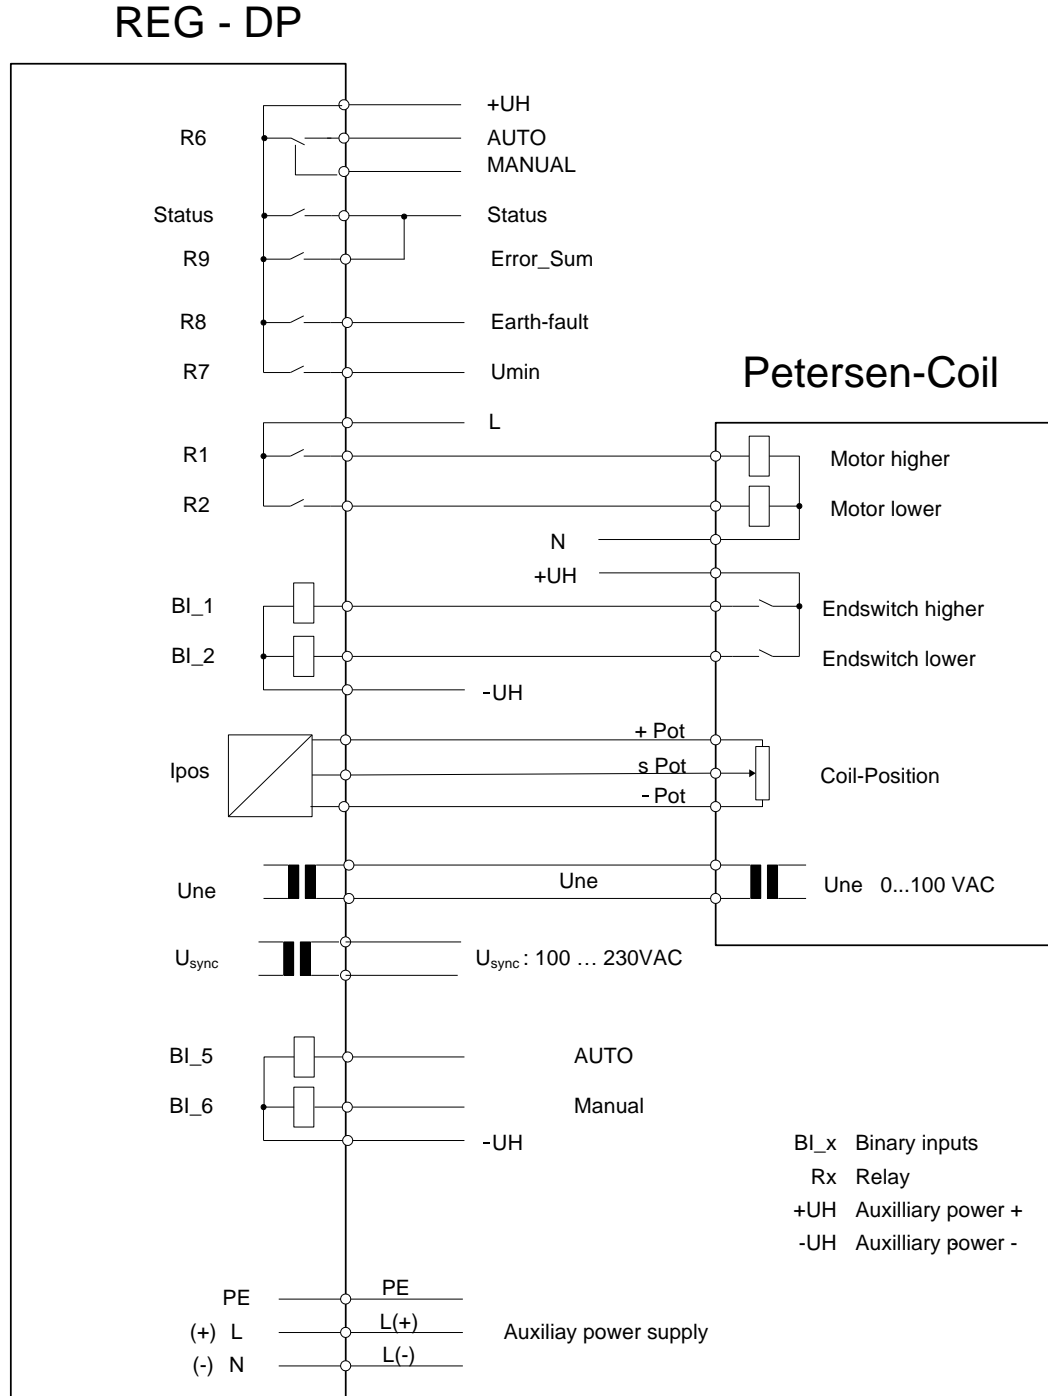 REG - DP
+UH
R6 AUTO
MANUAL
Status Status
R9 Error_Sum
R8 Earth-fault
R7 Umin
Petersen-Coil
L
R1 Motor higher
R2 Motor lower
N
+UH
BI_1 Endswitch higher
BI_2 Endswitch lower
-UH
+ Pot
Ipos s Pot Coil-Position
- Pot
Une Une Une 0...100 VAC
Usync Usync : 100 … 230VAC
BI_5 AUTO
BI_6 Manual
-UH
BI_x Binary inputs
Rx Relay
+UH Auxilliary power +
-UH Auxilliary power -
PE PE
(+) L L(+) Auxiliay power supply
(-) N L(-)